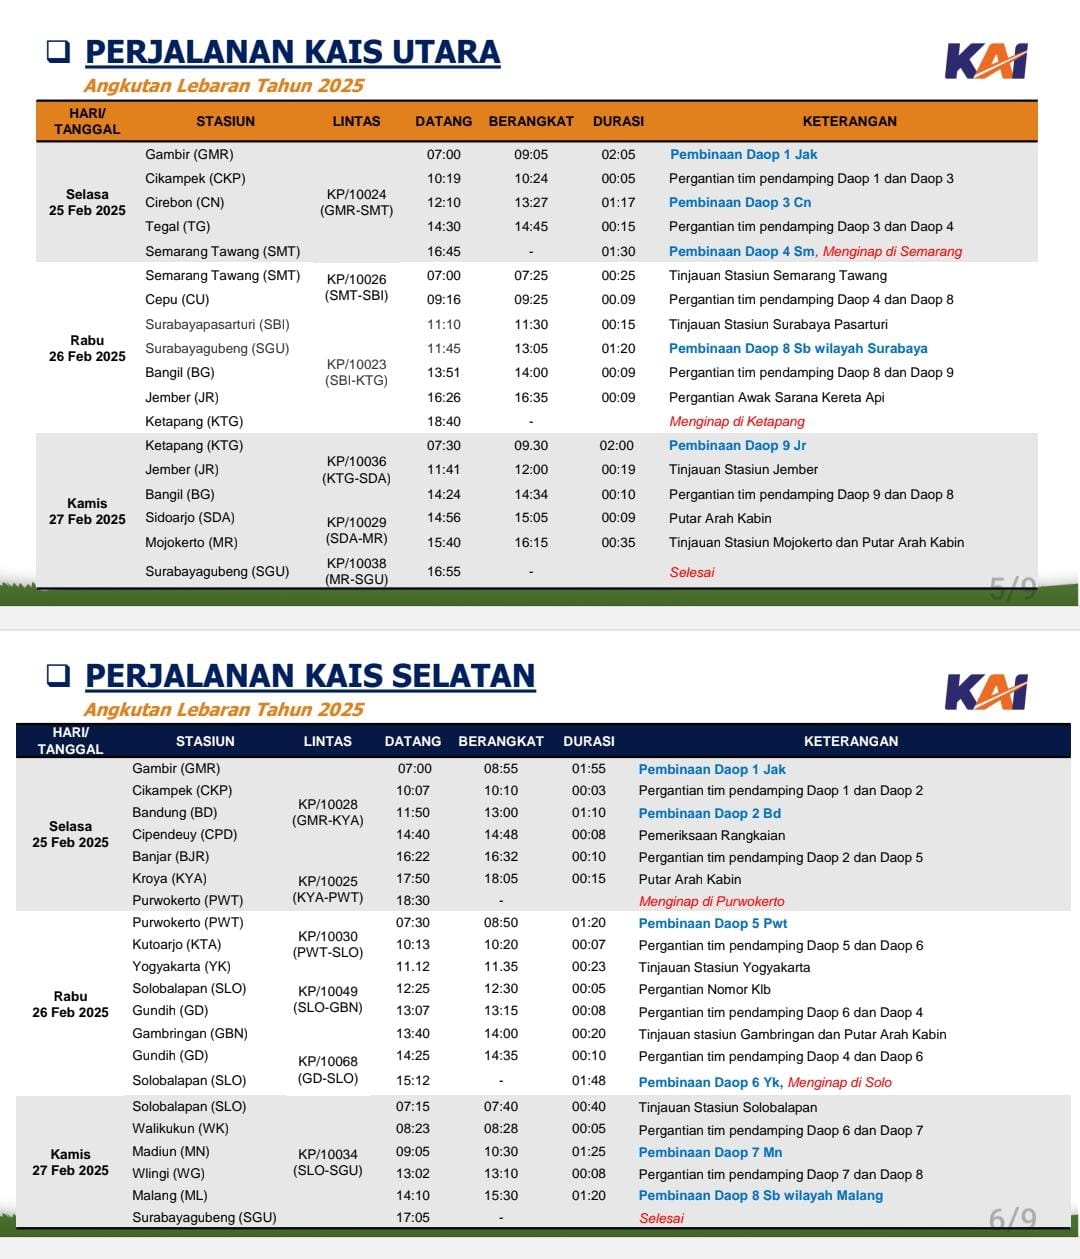 ❑ PERJALANAN KAIS UTARA
KAI
Angkutan Lebaran Tahun 2025
HARI/ TANGGAL STASIUN LINTAS DATANG BERANGKAT DURASI KETERANGAN
Selasa 25 Feb 2025
KP/10024 (GMR-SMT)
Gambir (GMR) 07:00 09:05 02:05 Pembinaan Daop 1 Jak
Cikampek (CKP) 10:19 10:24 00:05 Pergantian tim pendamping Daop 1 dan Daop 3
Cirebon (CN) 12:10 13:27 01:17 Pembinaan Daop 3 Cn
Tegal (TG) 14:30 14:45 00:15 Pergantian tim pendamping Daop 3 dan Daop 4
Semarang Tawang (SMT) 16:45 - 01:30 Pembinaan Daop 4 Sm, Menginap di Semarang
Rabu 26 Feb 2025
KP/10026 (SMT-SBI)
Semarang Tawang (SMT) 07:00 07:25 00:25 Tinjauan Stasiun Semarang Tawang
Cepu (CU) 09:16 09:25 00.09 Pergantian tim pendamping Daop 4 dan Daop 8
Surabayapasarturi (SBI) 11:10 11:30 00:15 Tinjauan Stasiun Surabaya Pasarturi
KP/10023 (SBI-KTG)
Surabayagubeng (SGU) 11:45 13:05 01:20 Pembinaan Daop 8 Sb wilayah Surabaya
Bangil (BG) 13:51 14:00 00:09 Pergantian tim pendamping Daop 8 dan Daop 9
Jember (JR) 16:26 16:35 00:09 Pergantian Awak Sarana Kereta Api
Ketapang (KTG) 18:40 - Menginap di Ketapang
Kamis 27 Feb 2025
KP/10036 (KTG-SDA)
Ketapang (KTG) 07:30 09.30 02:00 Pembinaan Daop 9 Jr
Jember (JR) 11:41 12:00 00:19 Tinjauan Stasiun Jember
Bangil (BG) 14:24 14:34 00:10 Pergantian tim pendamping Daop 9 dan Daop 8
KP/10029 (SDA-MR)
Sidoarjo (SDA) 14:56 15:05 00:09 Putar Arah Kabin
Mojokerto (MR) 15:40 16:15 00:35 Tinjauan Stasiun Mojokerto dan Putar Arah Kabin
KP/10038 (MR-SGU)
Surabayagubeng (SGU) 16:55 - Selesai
5/9
❑ PERJALANAN KAIS SELATAN
KAI
Angkutan Lebaran Tahun 2025
HARI/ TANGGAL STASIUN LINTAS DATANG BERANGKAT DURASI KETERANGAN
Selasa 25 Feb 2025
KP/10028 (GMR-KYA)
Gambir (GMR) 07:00 08:55 01:55 Pembinaan Daop 1 Jak
Cikampek (CKP) 10:07 10:10 00:03 Pergantian tim pendamping Daop 1 dan Daop 2
Bandung (BD) 11:50 13:00 01:10 Pembinaan Daop 2 Bd
Cipendeuy (CPD) 14:40 14:48 00:08 Pemeriksaan Rangkaian
Banjar (BJR) 16:22 16:32 00:10 Pergantian tim pendamping Daop 2 dan Daop 5
KP/10025 (KYA-PWT)
Kroya (KYA) 17:50 18:05 00:15 Putar Arah Kabin
Purwokerto (PWT) 18:30 - Menginap di Purwokerto
Rabu 26 Feb 2025
KP/10030 (PWT-SLO)
Purwokerto (PWT) 07:30 08:50 01:20 Pembinaan Daop 5 Pwt
Kutoarjo (KTA) 10:13 10:20 00:07 Pergantian tim pendamping Daop 5 dan Daop 6
Yogyakarta (YK) 11.12 11.35 00:23 Tinjauan Stasiun Yogyakarta
KP/10049 (SLO-GBN)
Solobalapan (SLO) 12:25 12:30 00:05 Pergantian Nomor Klb
Gundih (GD) 13:07 13:15 00:08 Pergantian tim pendamping Daop 6 dan Daop 4
Gambringan (GBN) 13:40 14:00 00:20 Tinjauan stasiun Gambringan dan Putar Arah Kabin
KP/10068 (GD-SLO)
Gundih (GD) 14:25 14:35 00:10 Pergantian tim pendamping Daop 4 dan Daop 6
Solobalapan (SLO) 15:12 - 01:48 Pembinaan Daop 6 Yk, Menginap di Solo
Kamis 27 Feb 2025
KP/10034 (SLO-SGU)
Solobalapan (SLO) 07:15 07:40 00:40 Tinjauan Stasiun Solobalapan
Walikukun (WK) 08:23 08:28 00:05 Pergantian tim pendamping Daop 6 dan Daop 7
Madiun (MN) 09:05 10:30 01:25 Pembinaan Daop 7 Mn
Wlingi (WG) 13:02 13:10 00:08 Pergantian tim pendamping Daop 7 dan Daop 8
Malang (ML) 14:10 15:30 01:20 Pembinaan Daop 8 Sb wilayah Malang
Surabayagubeng (SGU) 17:05 - Selesai
6/9